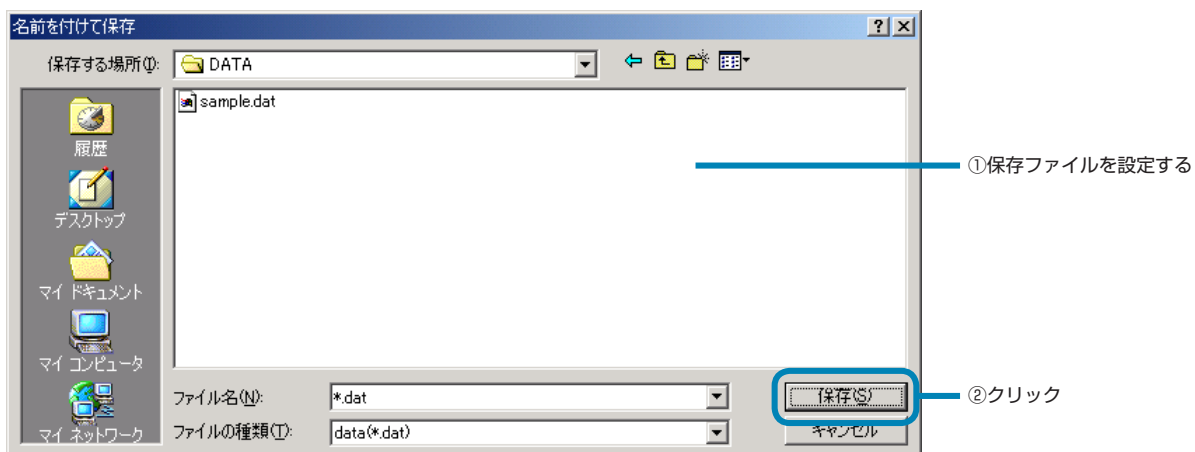 名前を付けて保存
保存する場所(I):
DATA
sample.dat
履歴
デスクトップ
マイ ドキュメント
マイ コンピュータ
マイ ネットワーク
ファイル名(N):
*.dat
保存(S)
ファイルの種類(T):
data(*.dat)
キャンセル
①保存ファイルを設定する
②クリック